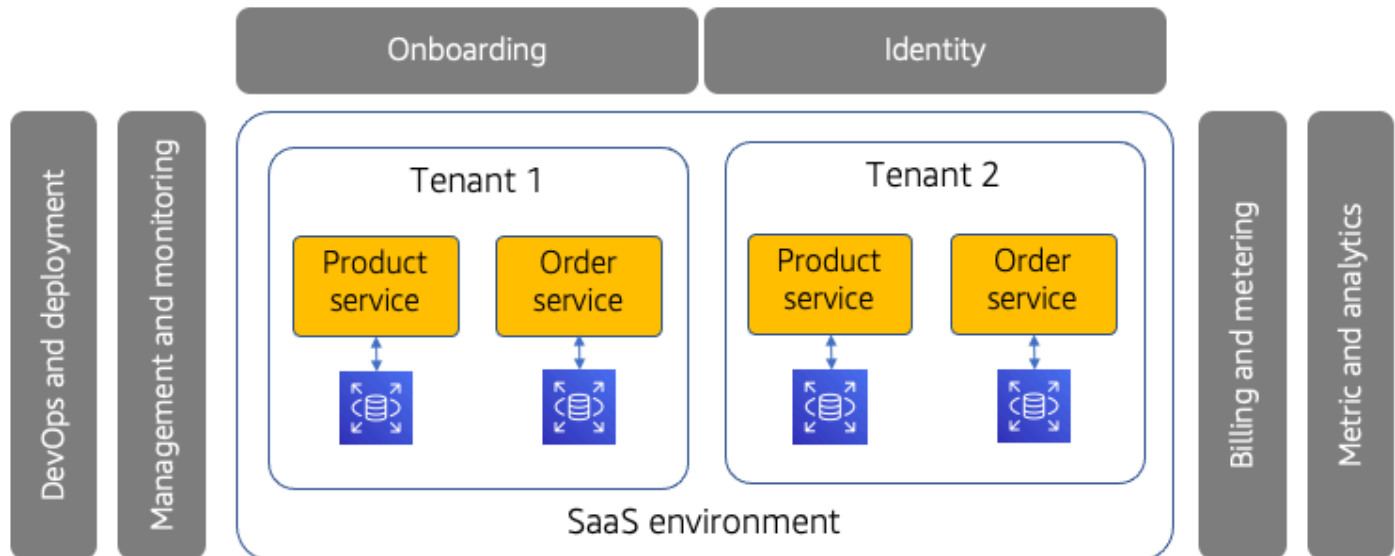 Onboarding
Identity
DevOps and deployment
Management and monitoring
Tenant 1
Product
service
Order
service
Tenant 2
Product
service
Order
service
SaaS environment
Billing and metering
Metric and analytics